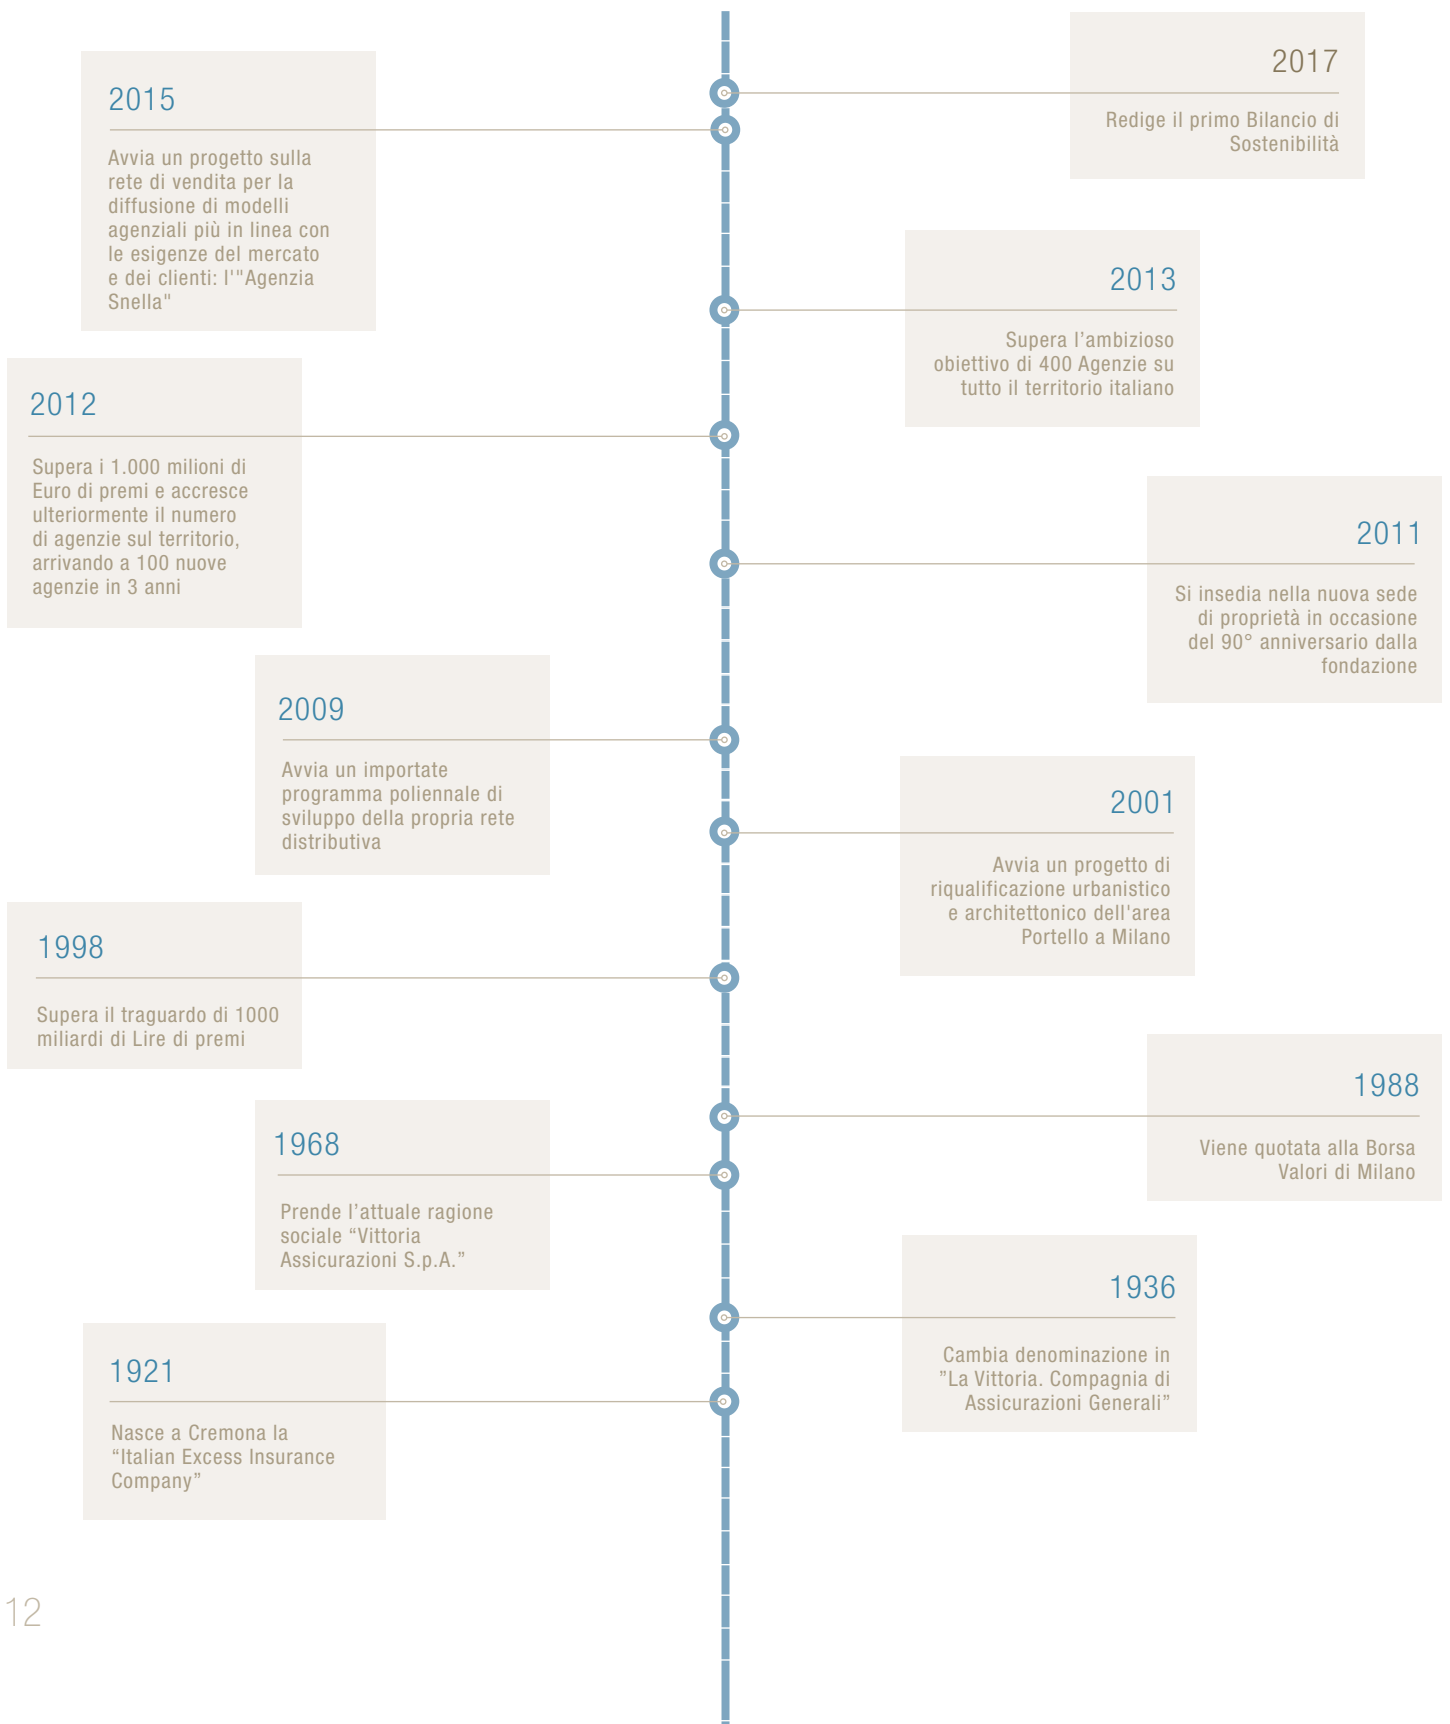 2017
Redige il primo Bilancio di
Sostenibilità
2015
Avvia un progetto sulla
rete di vendita per la
diffusione di modelli
agenziali più in linea con
le esigenze del mercato
e dei clienti: l'"Agenzia
Snella"
2013
Supera l’ambizioso
obiettivo di 400 Agenzie su
tutto il territorio italiano
2012
Supera i 1.000 milioni di
Euro di premi e accresce
ulteriormente il numero
di agenzie sul territorio,
arrivando a 100 nuove
agenzie in 3 anni
2011
Si insedia nella nuova sede
di proprietà in occasione
del 90° anniversario dalla
fondazione
2009
Avvia un importate
programma poliennale di
sviluppo della propria rete
distributiva
2001
Avvia un progetto di
riqualificazione urbanistico
e architettonico dell'area
Portello a Milano
1998
Supera il traguardo di 1000
miliardi di Lire di premi
1988
Viene quotata alla Borsa
Valori di Milano
1968
Prende l’attuale ragione
sociale “Vittoria
Assicurazioni S.p.A.”
1936
Cambia denominazione in
”La Vittoria. Compagnia di
Assicurazioni Generali”
1921
Nasce a Cremona la
“Italian Excess Insurance
Company”
12